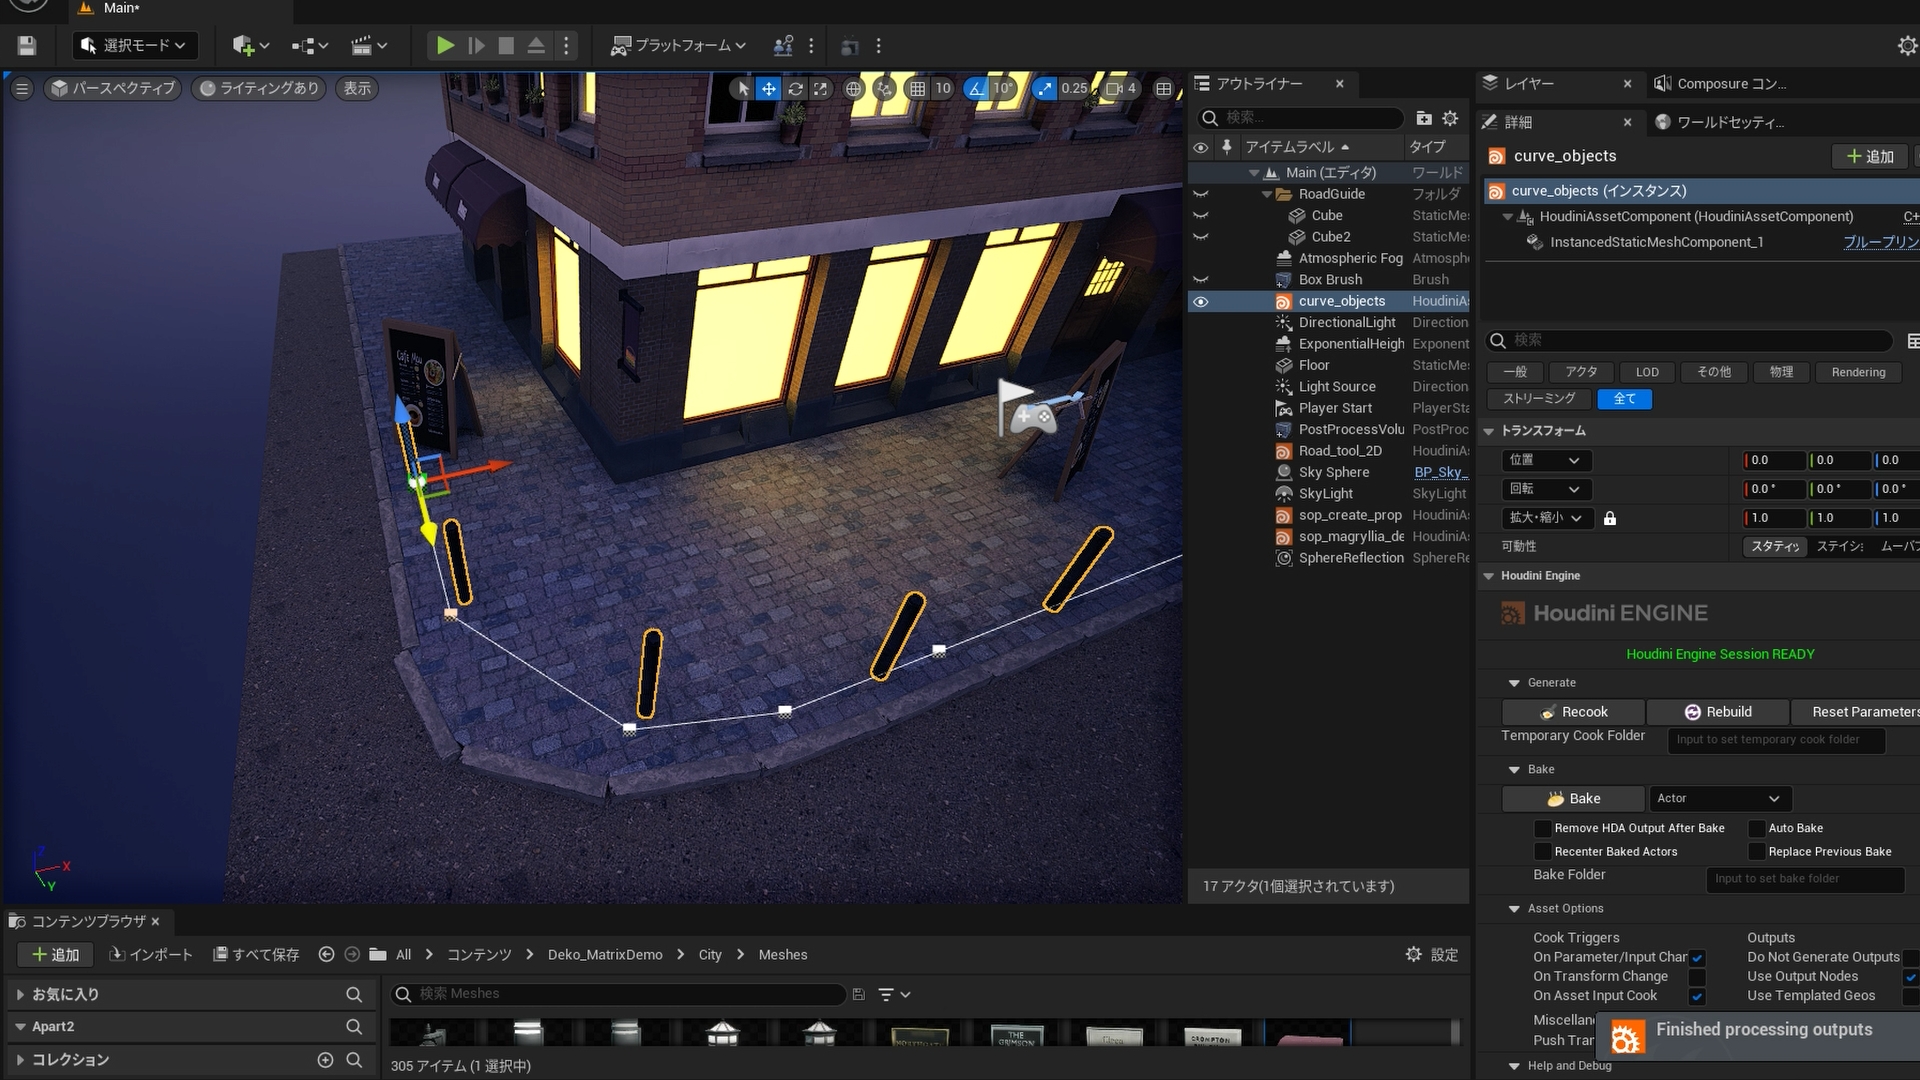 Main*
選択モード
プラットフォーム
パースペクティブ
ライティングあり
表示
10
10°
0.25
4
アウトライナー
検索...
アイテムラベル
タイプ
Main (エディタ)
ワールド
RoadGuide
フォルダ
Cube
StaticMe
Cube2
StaticMe
Atmospheric Fog
Atmosph
Box Brush
Brush
curve_objects
HoudiniA
DirectionalLight
Direction
ExponentialHeigh
Exponent
Floor
StaticMe
Light Source
Direction
Player Start
PlayerSta
PostProcessVolu
PostProc
Road_tool_2D
HoudiniA
Sky Sphere
BP_Sky_
SkyLight
SkyLight
sop_create_prop
HoudiniA
sop_magryllia_de
HoudiniA
SphereReflection
SphereRe
17 アクタ(1個選択されています)
レイヤー
Composure コン...
詳細
ワールドセッティ...
curve_objects
追加
curve_objects (インスタンス)
HoudiniAssetComponent (HoudiniAssetComponent)
C+
InstancedStaticMeshComponent_1
ブループリン
検索
一般
アクタ
LOD
その他
物理
Rendering
ストリーミング
全て
トランスフォーム
位置
0.0
0.0
0.0
回転
0.0 °
0.0 °
0.0 °
拡大・縮小
1.0
1.0
1.0
可動性
スタティッ
ステイシ
ムーバブ
Houdini Engine
Houdini ENGINE
Houdini Engine Session READY
Generate
Recook
Rebuild
Reset Parameters
Temporary Cook Folder
Input to set temporary cook folder
Bake
Bake
Actor
Remove HDA Output After Bake
Auto Bake
Recenter Baked Actors
Replace Previous Bake
Bake Folder
Input to set bake folder
Asset Options
Cook Triggers
Outputs
On Parameter/Input Chan
Do Not Generate Outputs
On Transform Change
Use Output Nodes
On Asset Input Cook
Use Templated Geos
Miscellane
Push Tran
Finished processing outputs
Help and Debug
コンテンツブラウザ
追加
インポート
すべて保存
All
コンテンツ
Deko_MatrixDemo
City
Meshes
設定
お気に入り
Apart2
コレクション
検索 Meshes
305 アイテム (1 選択中)
Z
X
Y